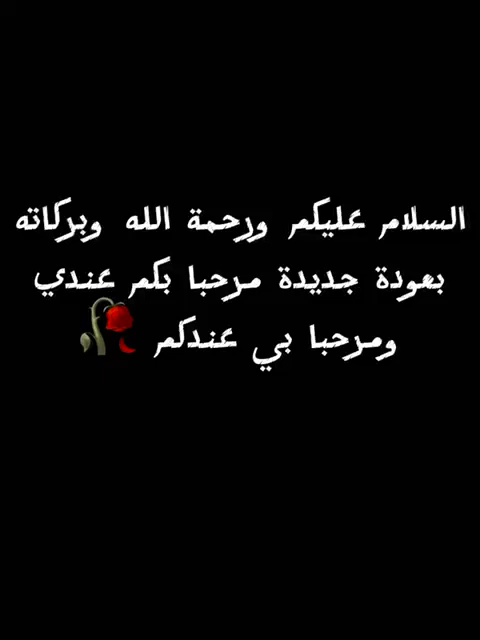 السلام عليكم ورحمة الله وبركاته
بعودة جديدة مرحبا بكم عندي
ومرحبا بي عندكم 🥀